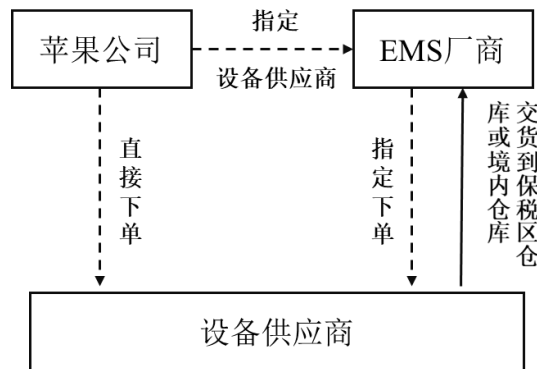 苹果公司
指定
设备供应商
EMS厂商
直接下单
指定下单
交货到保税区仓
库或境内仓库
设备供应商